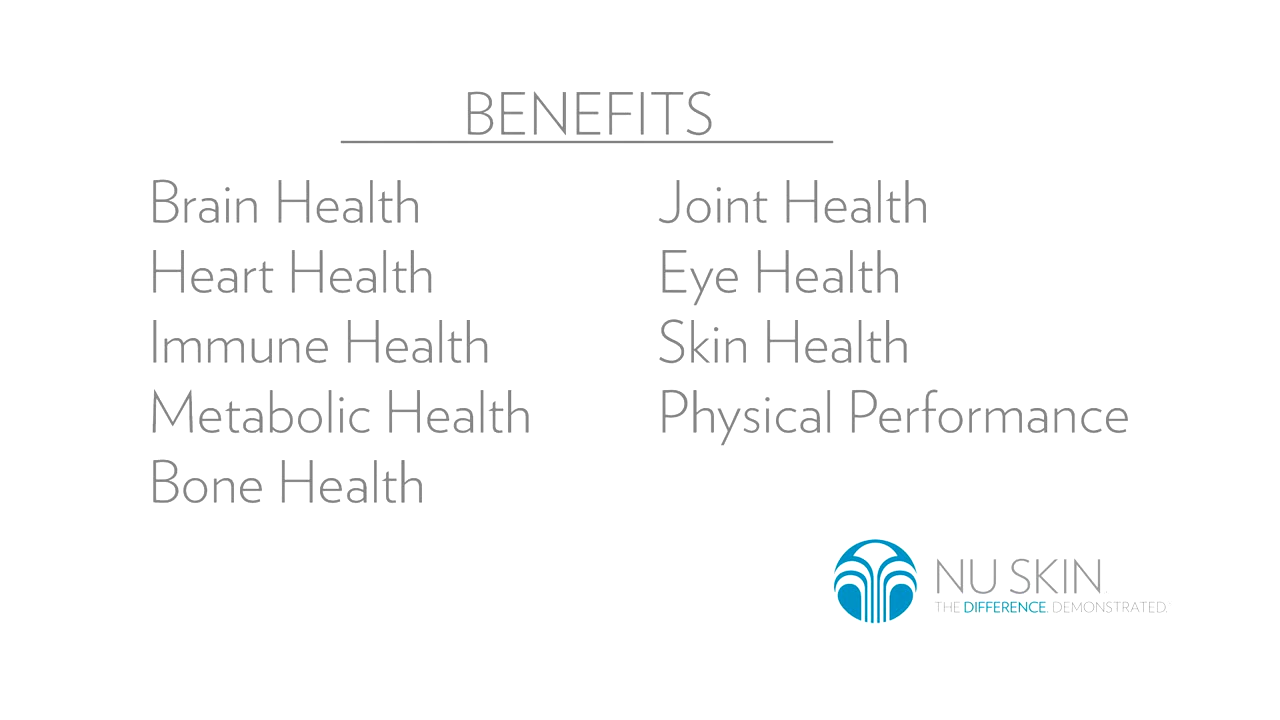 BENEFITS
Brain Health
Heart Health
Immune Health
Metabolic Health
Bone Health
Joint Health
Eye Health
Skin Health
Physical Performance
NU SKIN
THE DIFFERENCE. DEMONSTRATED.